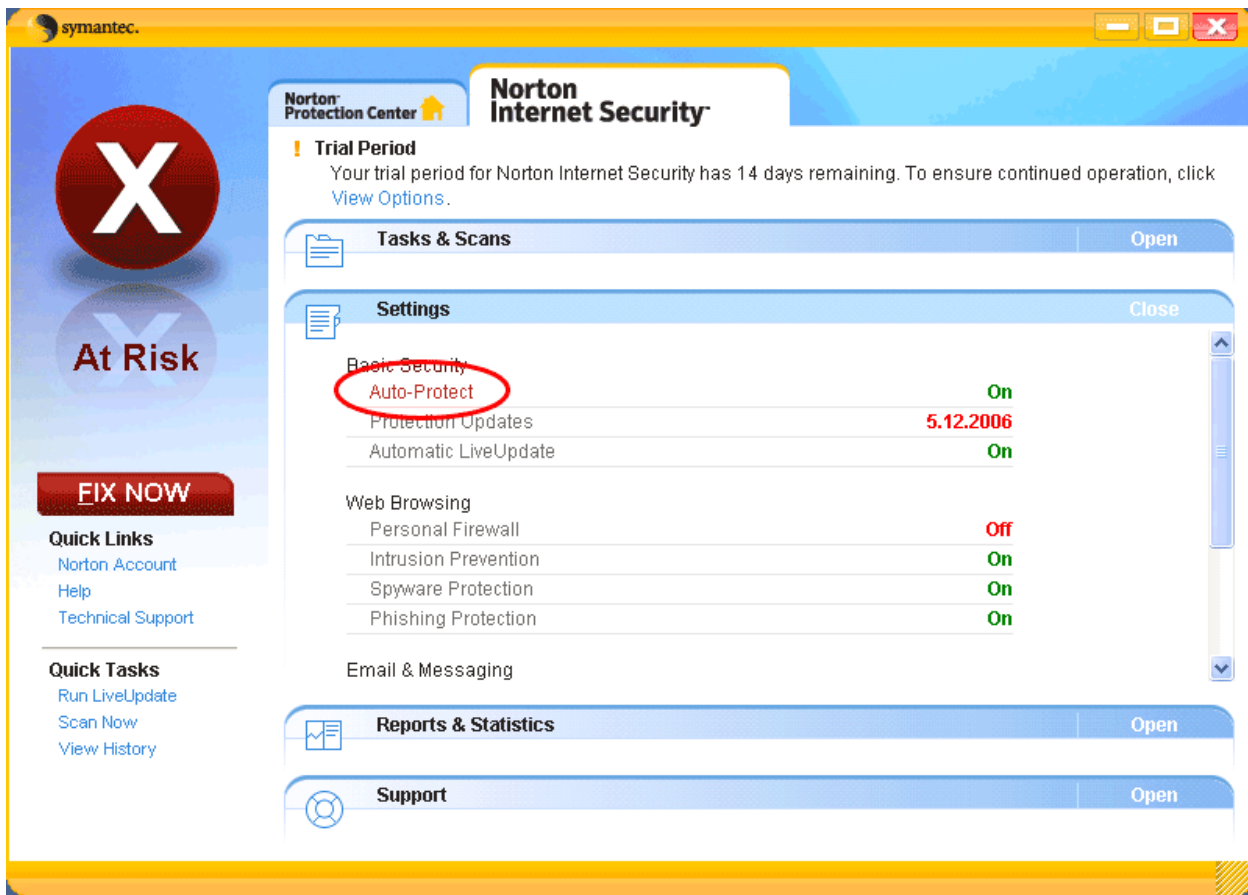 symantec.
Norton
Protection Center
Norton
Internet Security
! Trial Period
Your trial period for Norton Internet Security has 14 days remaining. To ensure continued operation, click
View Options.
Tasks & Scans Open
Settings Close
Basic Security
Auto-Protect On
Protection Updates 5.12.2006
Automatic LiveUpdate On
Web Browsing
Personal Firewall Off
Intrusion Prevention On
Spyware Protection On
Phishing Protection On
Email & Messaging
Reports & Statistics Open
Support Open
X
At Risk
FIX NOW
Quick Links
Norton Account
Help
Technical Support
Quick Tasks
Run LiveUpdate
Scan Now
View History